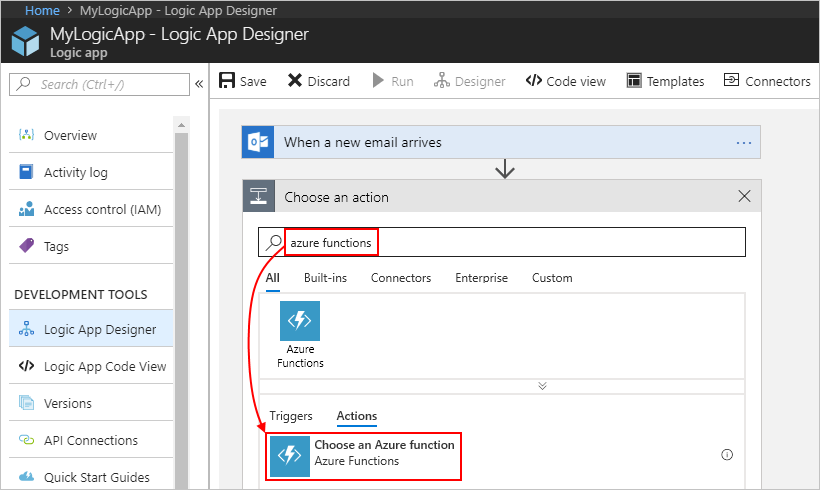 Home > MyLogicApp - Logic App Designer
MyLogicApp - Logic App Designer
Logic app
Search (Ctrl+/)
«
Overview
Activity log
Access control (IAM)
Tags
DEVELOPMENT TOOLS
Logic App Designer
Logic App Code View
Versions
API Connections
Quick Start Guides
Save Discard Run Designer Code view Templates Connectors
When a new email arrives ...
Choose an action
azure functions
All Built-ins Connectors Enterprise Custom
Azure
Functions
Triggers Actions
Choose an Azure function
Azure Functions